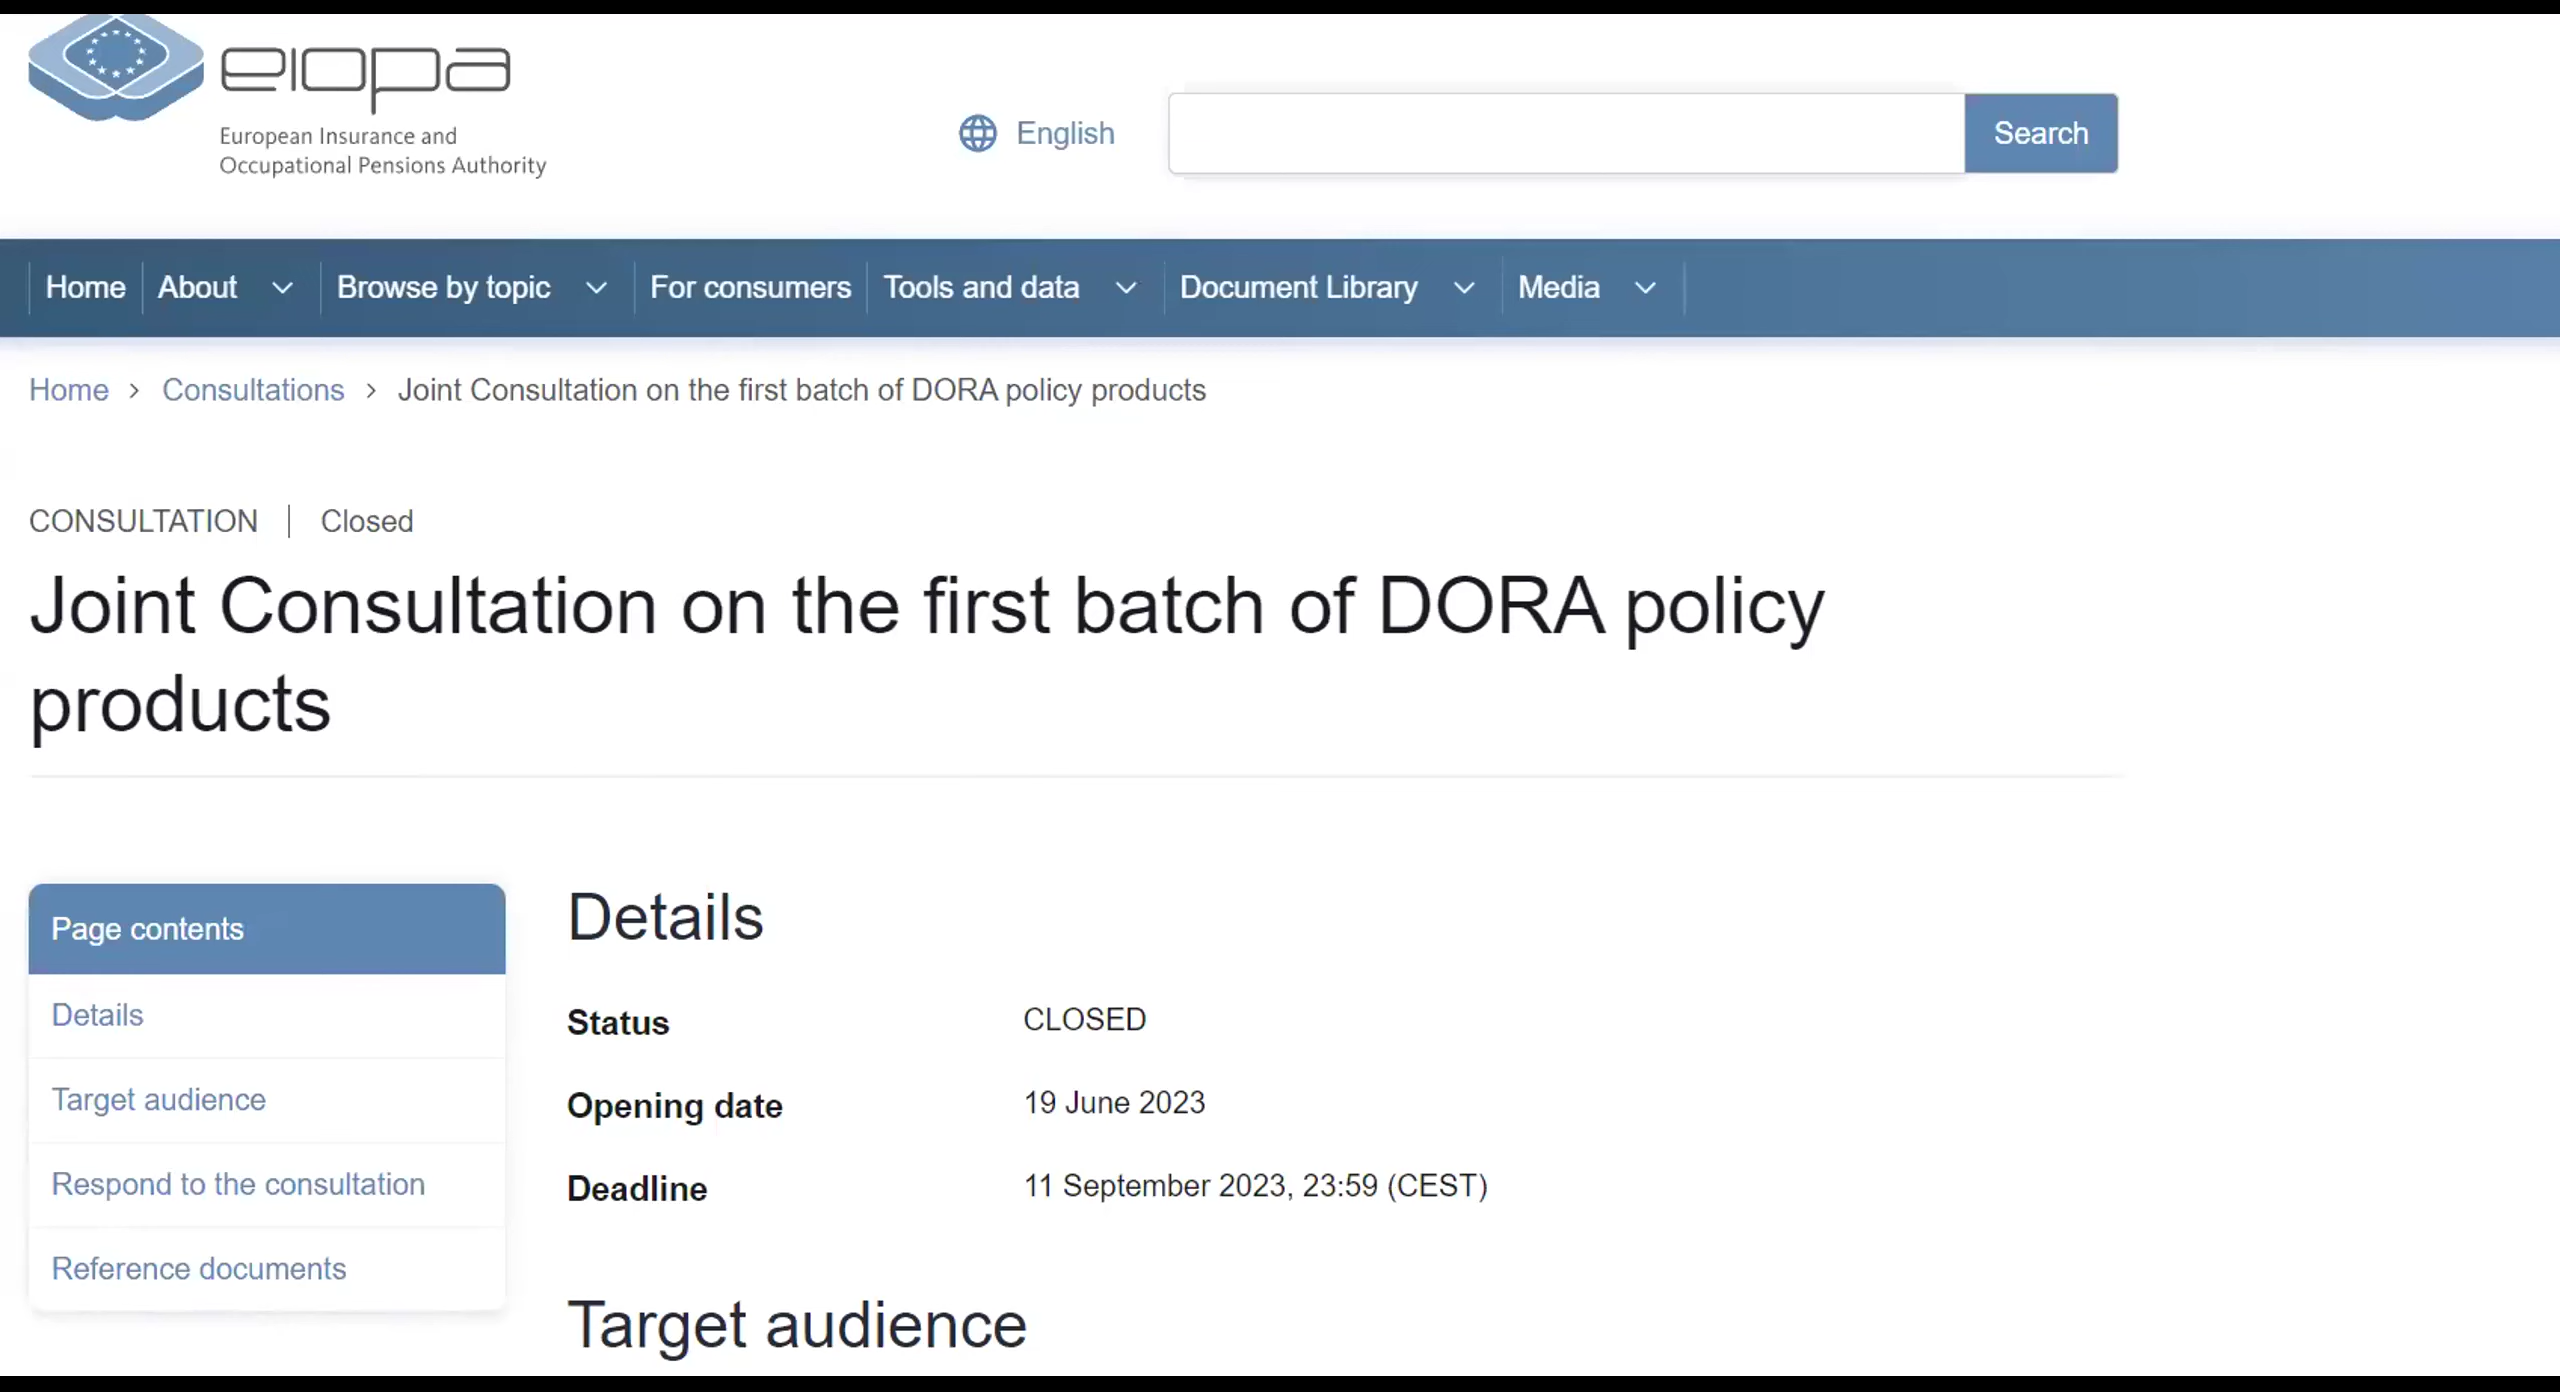 eiopa
European Insurance and
Occupational Pensions Authority
English
Search
Home About Browse by topic For consumers Tools and data Document Library Media
Home > Consultations > Joint Consultation on the first batch of DORA policy products
CONSULTATION | Closed
Joint Consultation on the first batch of DORA policy
products
Page contents
Details
Target audience
Respond to the consultation
Reference documents
Details
Status CLOSED
Opening date 19 June 2023
Deadline 11 September 2023, 23:59 (CEST)
Target audience